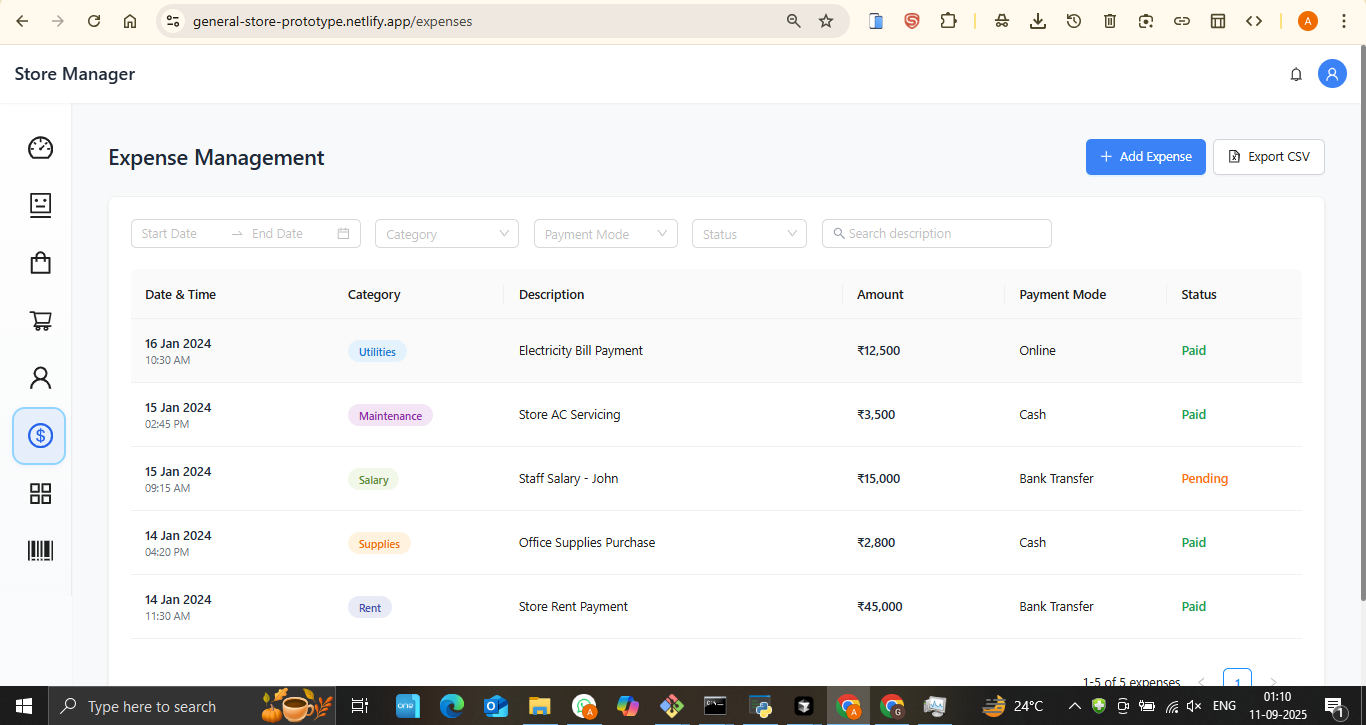 general-store-prototype.netlify.app/expenses
A
Store Manager
Expense Management
+ Add Expense
Export CSV
Start Date → End Date
Category
Payment Mode
Status
Search description
Date & Time Category Description Amount Payment Mode Status
16 Jan 2024
10:30 AM
Utilities Electricity Bill Payment ₹12,500 Online Paid
15 Jan 2024
02:45 PM
Maintenance Store AC Servicing ₹3,500 Cash Paid
15 Jan 2024
09:15 AM
Salary Staff Salary - John ₹15,000 Bank Transfer Pending
14 Jan 2024
04:20 PM
Supplies Office Supplies Purchase ₹2,800 Cash Paid
14 Jan 2024
11:30 AM
Rent Store Rent Payment ₹45,000 Bank Transfer Paid
1-5 of 5 expenses < 1 >
Type here to search
one
A
A
G
24°C
ENG
01:10
11-09-2025
1